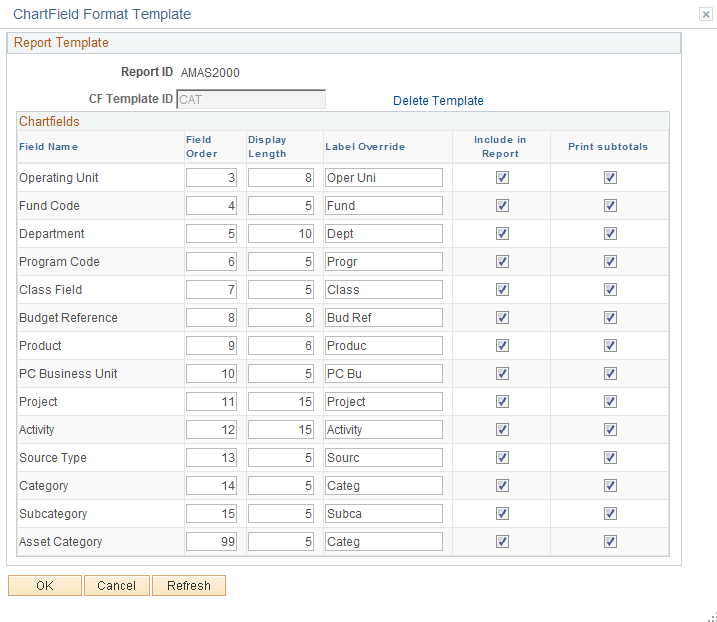 ChartField Format Template
Report Template
Report ID AMAS2000
CF Template ID CAT Delete Template
Chartfields
Field Name Field Order Display Length Label Override Include in Report Print subtotals
Operating Unit 3 8 Oper Uni
Fund Code 4 5 Fund
Department 5 10 Dept
Program Code 6 5 Progr
Class Field 7 5 Class
Budget Reference 8 8 Bud Ref
Product 9 6 Produc
PC Business Unit 10 5 PC Bu
Project 11 15 Project
Activity 12 15 Activity
Source Type 13 5 Sourc
Category 14 5 Categ
Subcategory 15 5 Subca
Asset Category 99 5 Categ
OK Cancel Refresh